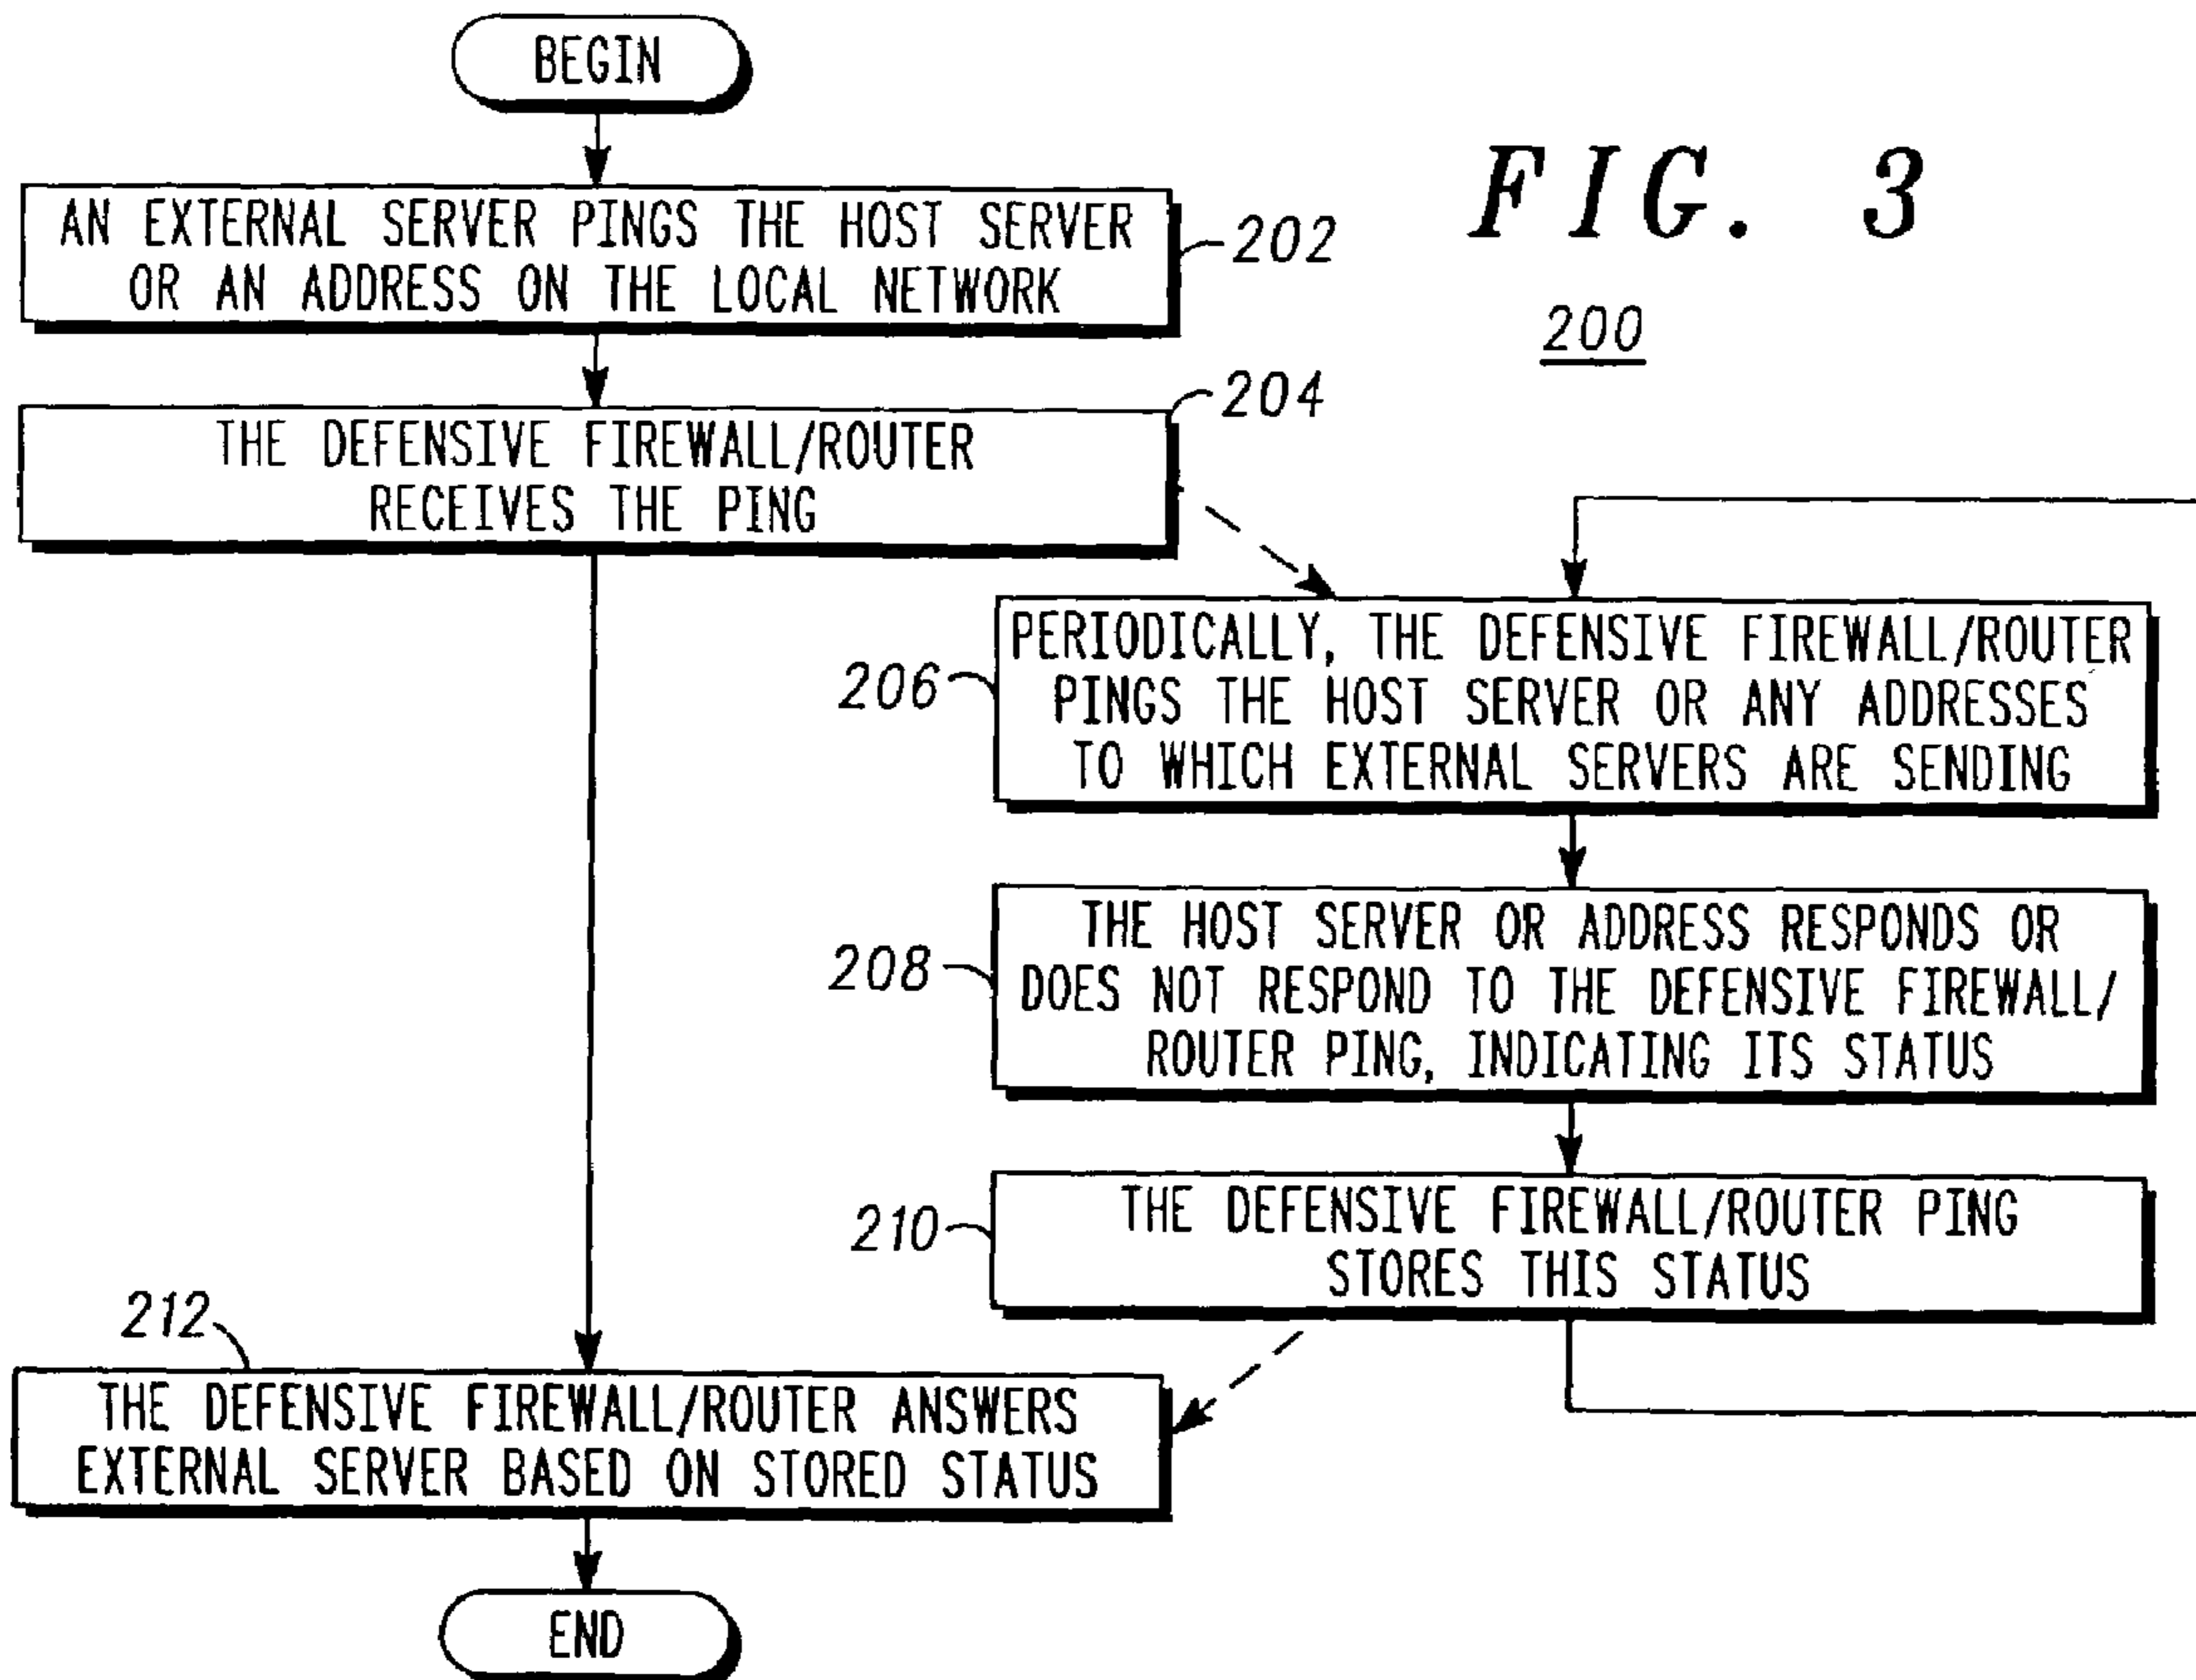 BEGIN
FIG. 3
200
AN EXTERNAL SERVER PINGS THE HOST SERVER
OR AN ADDRESS ON THE LOCAL NETWORK
202
THE DEFENSIVE FIREWALL/ROUTER
RECEIVES THE PING
204
PERIODICALLY, THE DEFENSIVE FIREWALL/ROUTER
PINGS THE HOST SERVER OR ANY ADDRESSES
TO WHICH EXTERNAL SERVERS ARE SENDING
206
THE HOST SERVER OR ADDRESS RESPONDS OR
DOES NOT RESPOND TO THE DEFENSIVE FIREWALL/
ROUTER PING, INDICATING ITS STATUS
208
THE DEFENSIVE FIREWALL/ROUTER PING
STORES THIS STATUS
210
212
THE DEFENSIVE FIREWALL/ROUTER ANSWERS
EXTERNAL SERVER BASED ON STORED STATUS
END